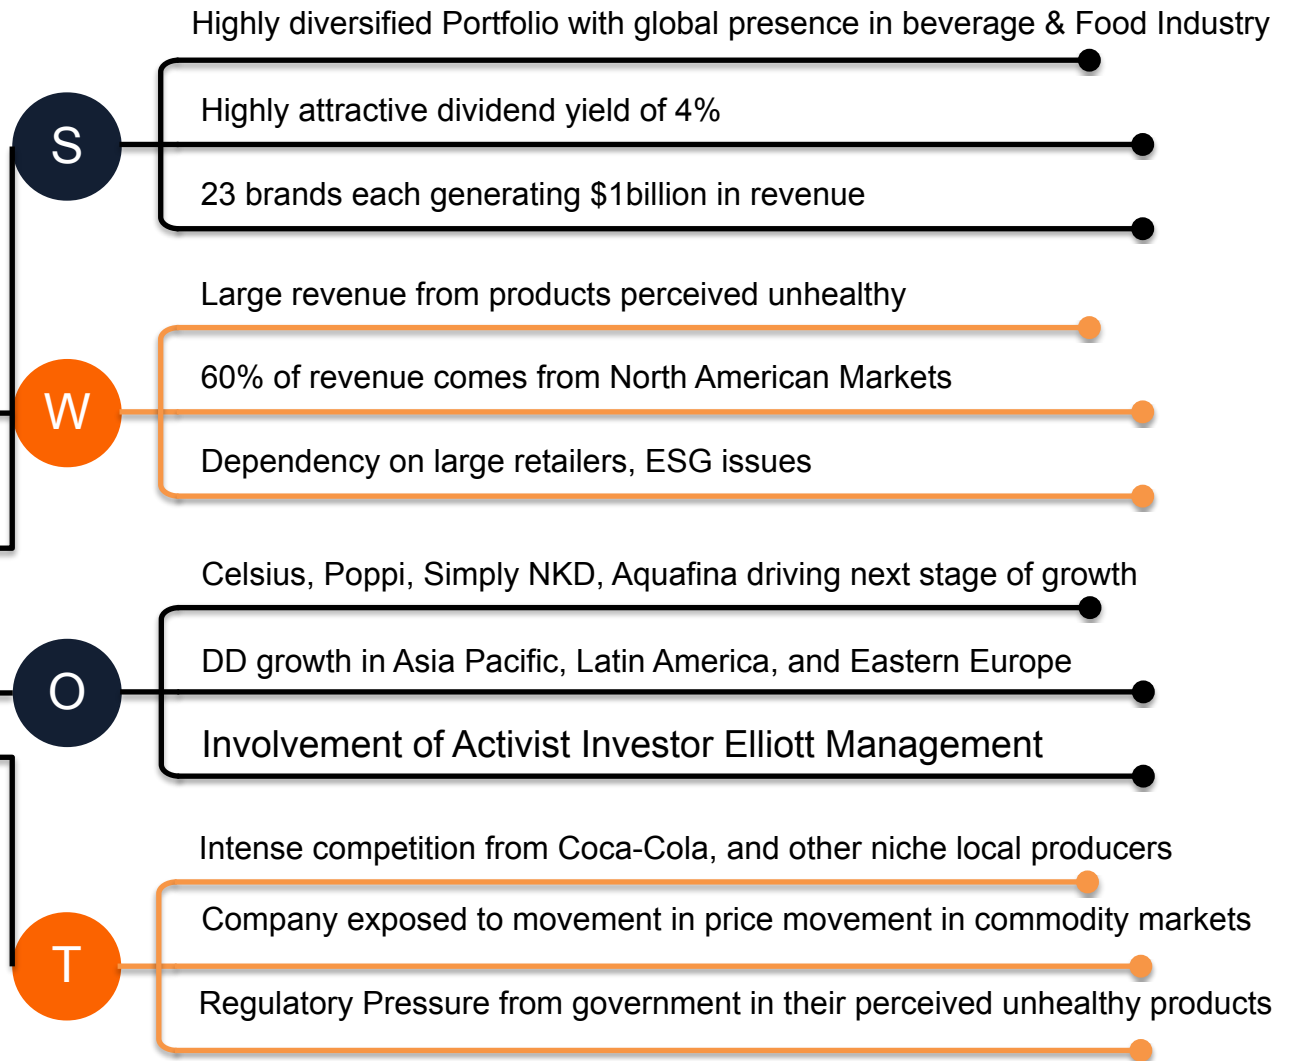 Highly diversified Portfolio with global presence in beverage & Food Industry
S
Highly attractive dividend yield of 4%
23 brands each generating $1billion in revenue
Large revenue from products perceived unhealthy
W
60% of revenue comes from North American Markets
Dependency on large retailers, ESG issues
Celsius, Poppi, Simply NKD, Aquafina driving next stage of growth
O
DD growth in Asia Pacific, Latin America, and Eastern Europe
Involvement of Activist Investor Elliott Management
Intense competition from Coca-Cola, and other niche local producers
T
Company exposed to movement in price movement in commodity markets
Regulatory Pressure from government in their perceived unhealthy products